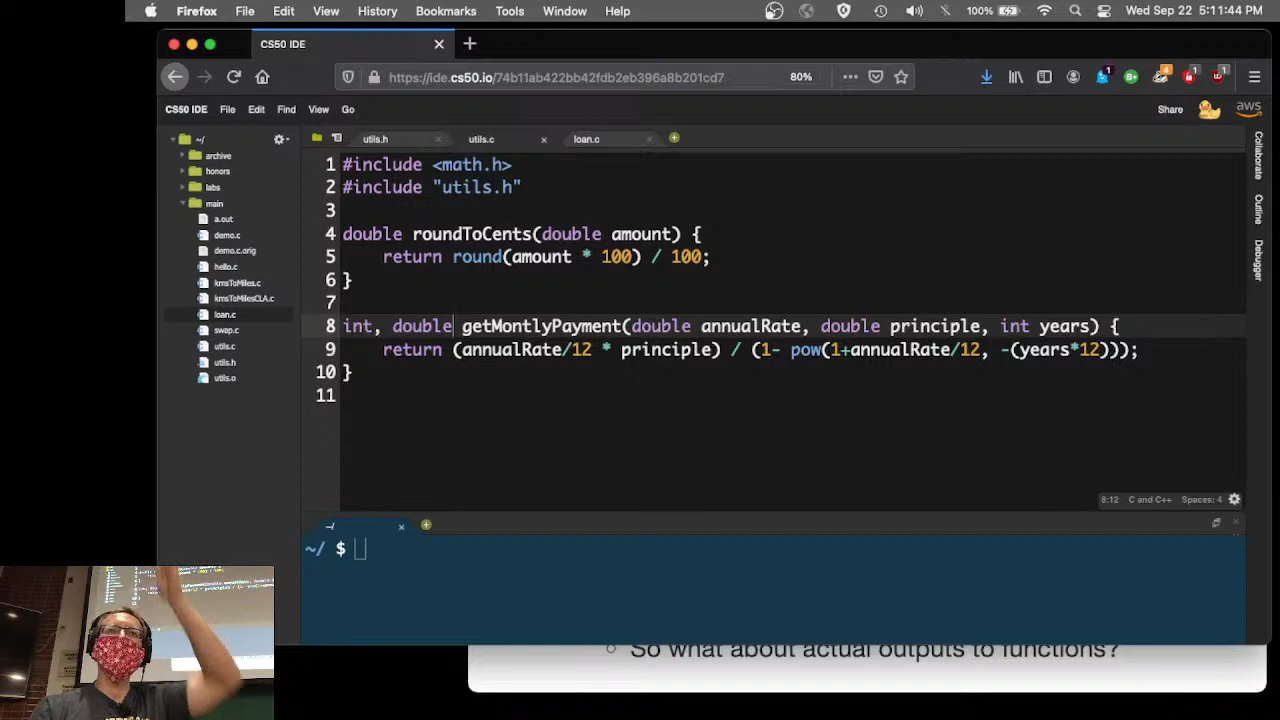 Firefox File Edit View History Bookmarks Tools Window Help 100% Wed Sep 22 5:11:44 PM
CS50 IDE
https://ide.cs50.io/74b11ab422bb42fdb2eb396a8b201cd7 80%
CS50 IDE File Edit Find View Go Share aws
~/
archive
honors
labs
main
a.out
demo.c
demo.c.orig
hello.c
kmsToMiles.c
kmsToMilesCLA.c
loan.c
swap.c
utils.c
utils.h
utils.o
utils.h utils.c loan.c
1 #include <math.h>
2 #include "utils.h"
3
4 double roundToCents(double amount) {
5 return round(amount * 100) / 100;
6 }
7
8 int, double getMontlyPayment(double annualRate, double principle, int years) {
9 return (annualRate/12 * principle) / (1- pow(1+annualRate/12, -(years*12)));
10 }
11
Collaborate
Outline
Debugger
8:12 C and C++ Spaces: 4
~/
~/ $
So what about actual outputs to functions?